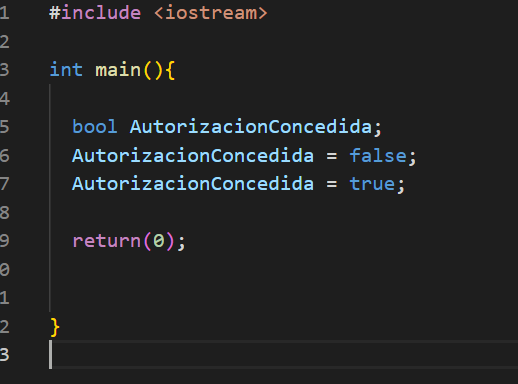 1 #include <iostream>
2
3 int main(){
4
5 bool AutorizacionConcedida;
6 AutorizacionConcedida = false;
7 AutorizacionConcedida = true;
8
9 return(0);
0
1
2 }
3